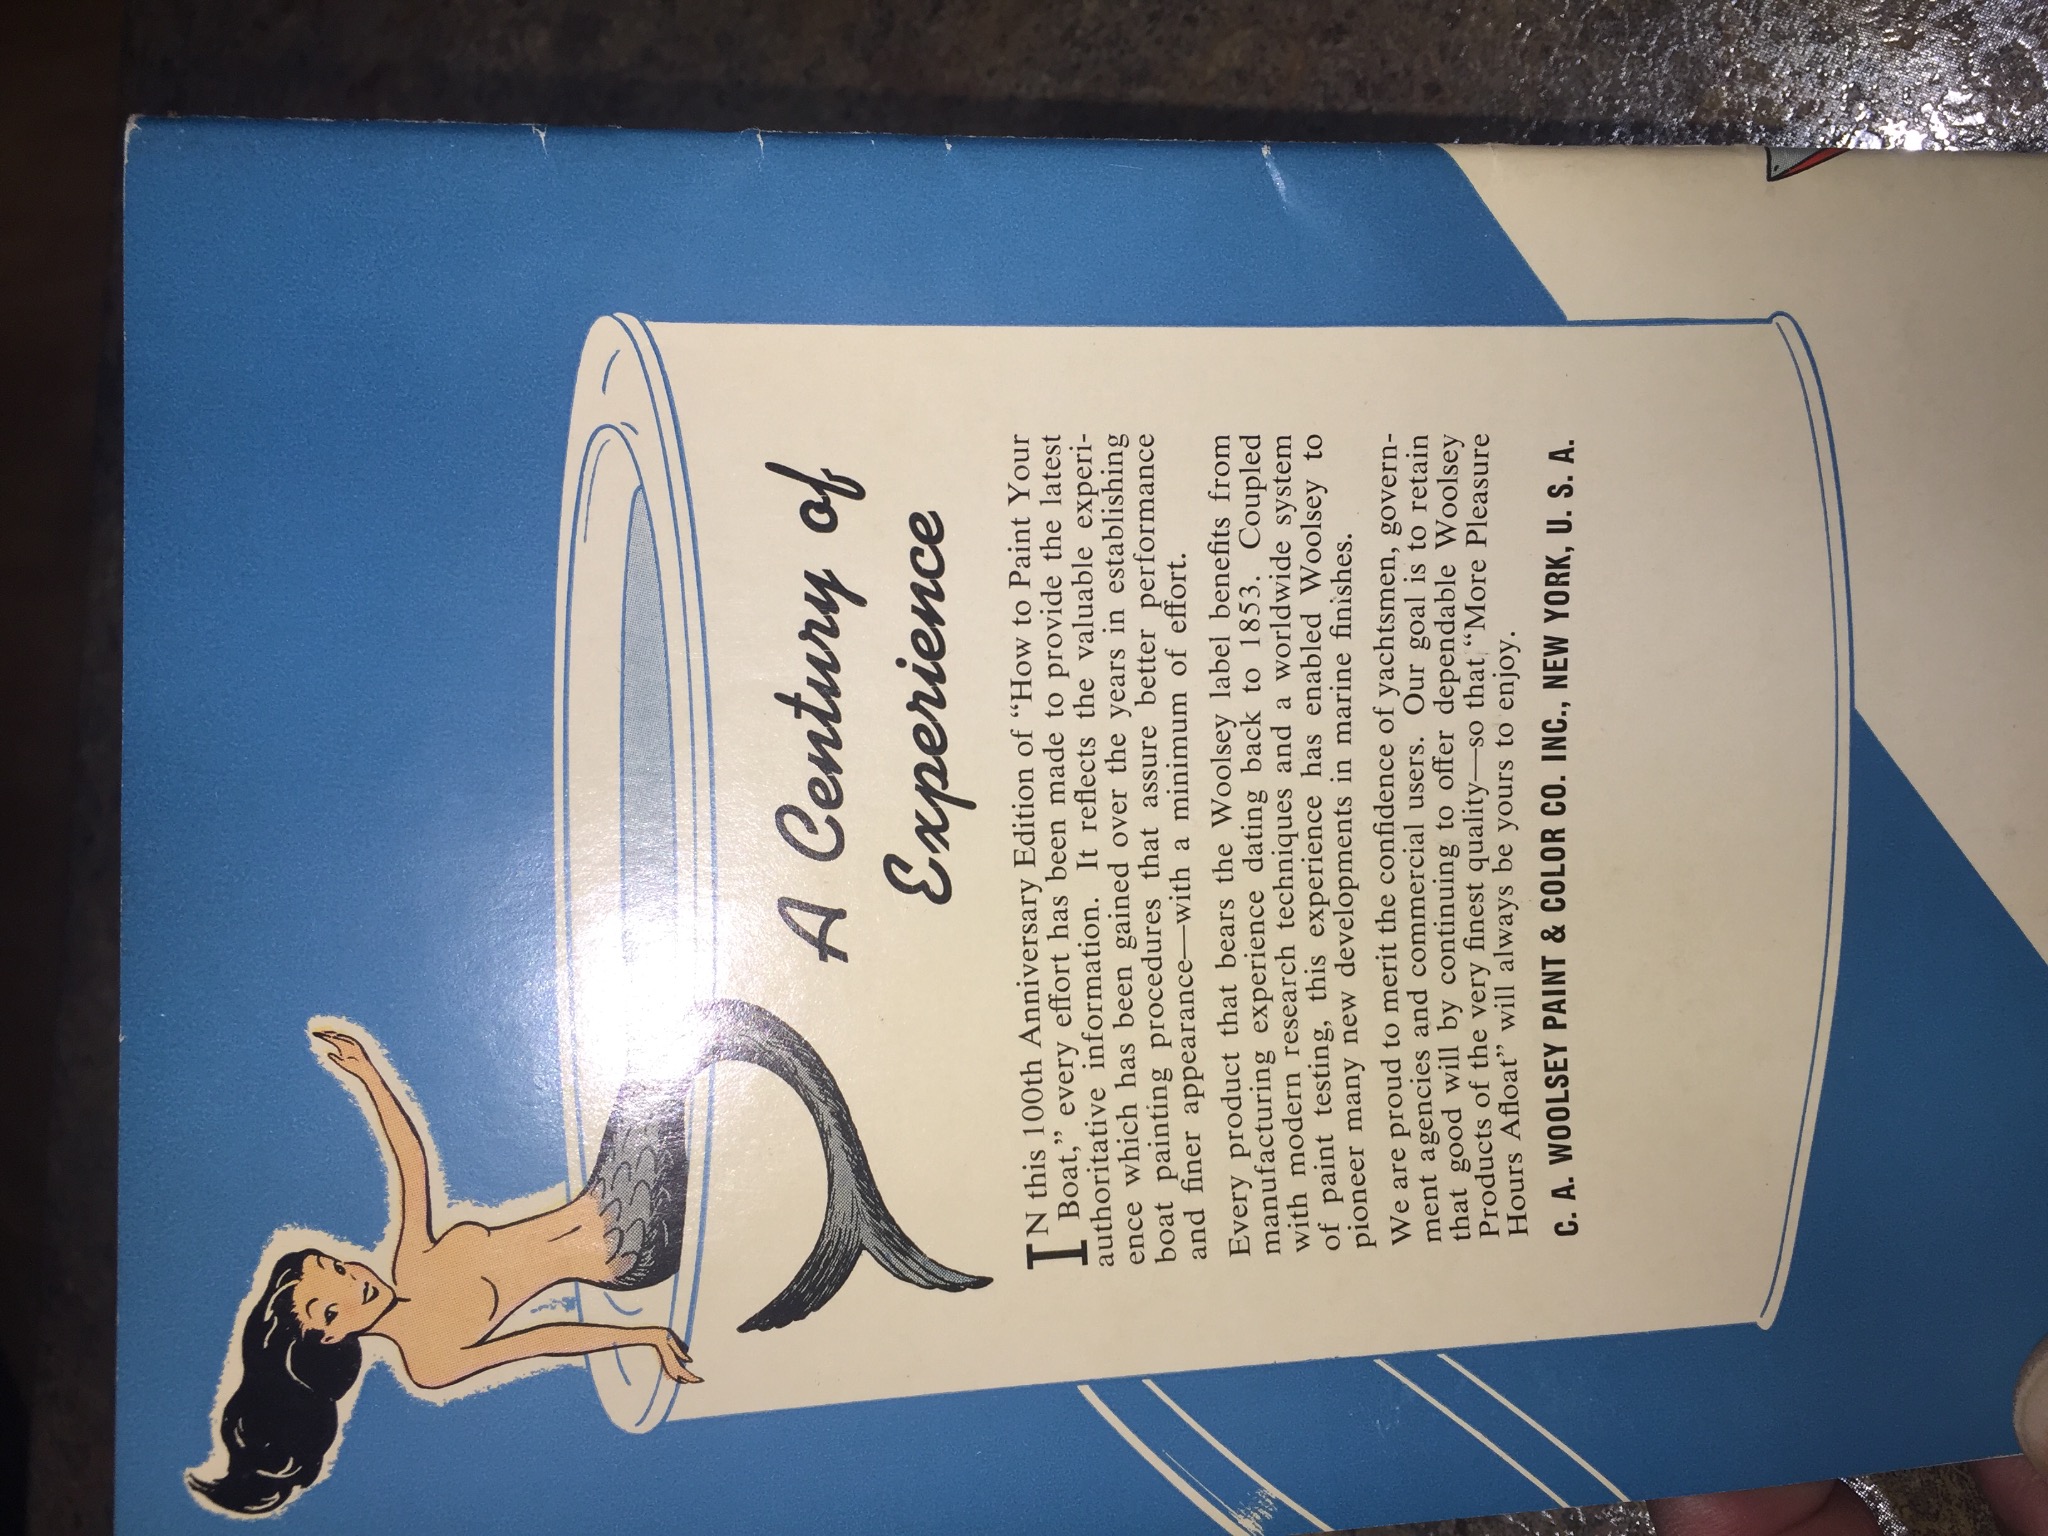 A Century of
Experience
IN this 100th Anniversary Edition of “How to Paint Your
Boat,” every effort has been made to provide the latest
authoritative information. It reflects the valuable experi-
ence which has been gained over the years in establishing
boat painting procedures that assure better performance
and finer appearance—with a minimum of effort.
Every product that bears the Woolsey label benefits from
manufacturing experience dating back to 1853. Coupled
with modern research techniques and a worldwide system
of paint testing, this experience has enabled Woolsey to
pioneer many new developments in marine finishes.
We are proud to merit the confidence of yachtsmen, govern-
ment agencies and commercial users. Our goal is to retain
that good will by continuing to offer dependable Woolsey
Products of the very finest quality—so that “More Pleasure
Hours Afloat” will always be yours to enjoy.
C. A. WOOLSEY PAINT & COLOR CO. INC., NEW YORK, U. S. A.